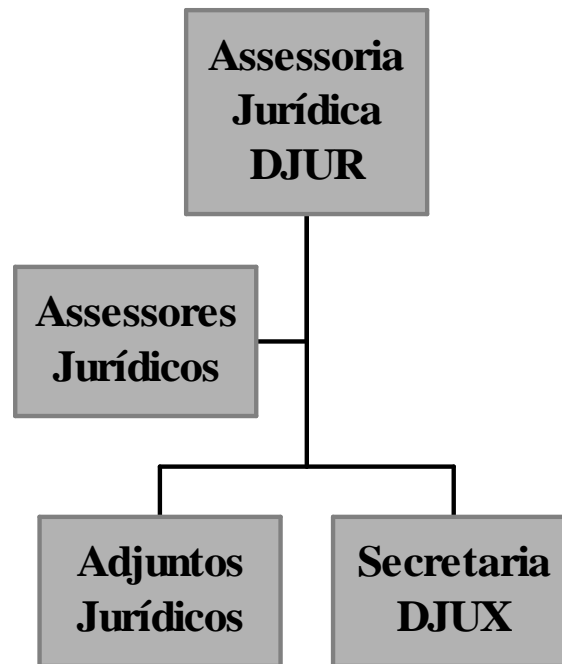 Assessoria
Jurídica
DJUR
Assessores
Jurídicos
Adjuntos
Jurídicos
Secretaria
DJUX